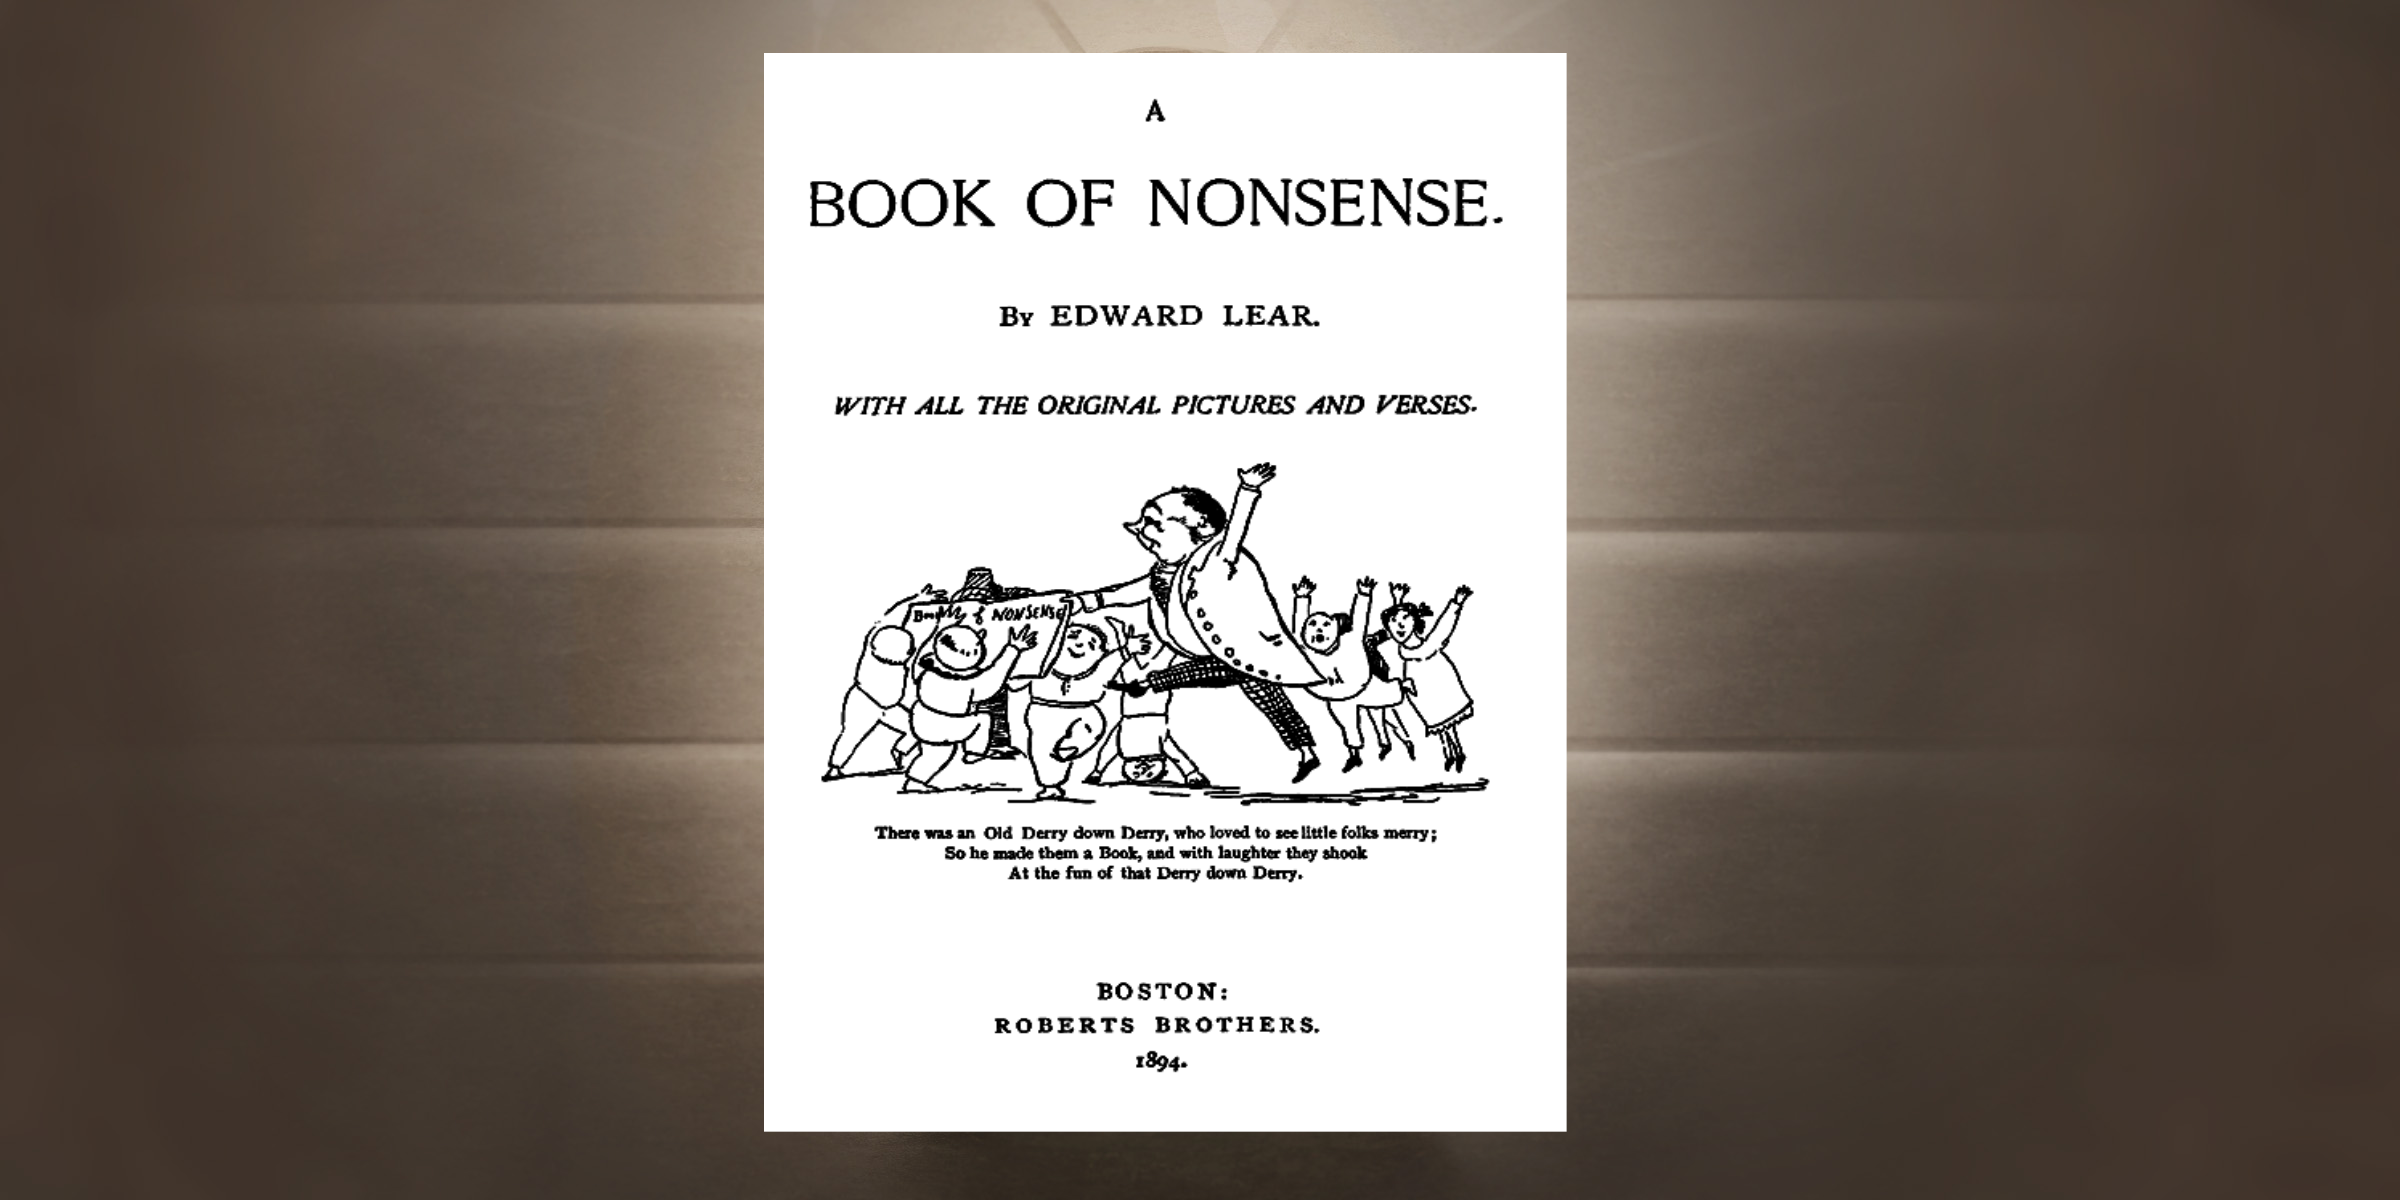 A
BOOK OF NONSENSE.
By EDWARD LEAR.
WITH ALL THE ORIGINAL PICTURES AND VERSES.
Book of NONSENSE
There was an Old Derry down Derry, who loved to see little folks merry;
So he made them a Book, and with laughter they shook
At the fun of that Derry down Derry.
BOSTON:
ROBERTS BROTHERS.
1894.